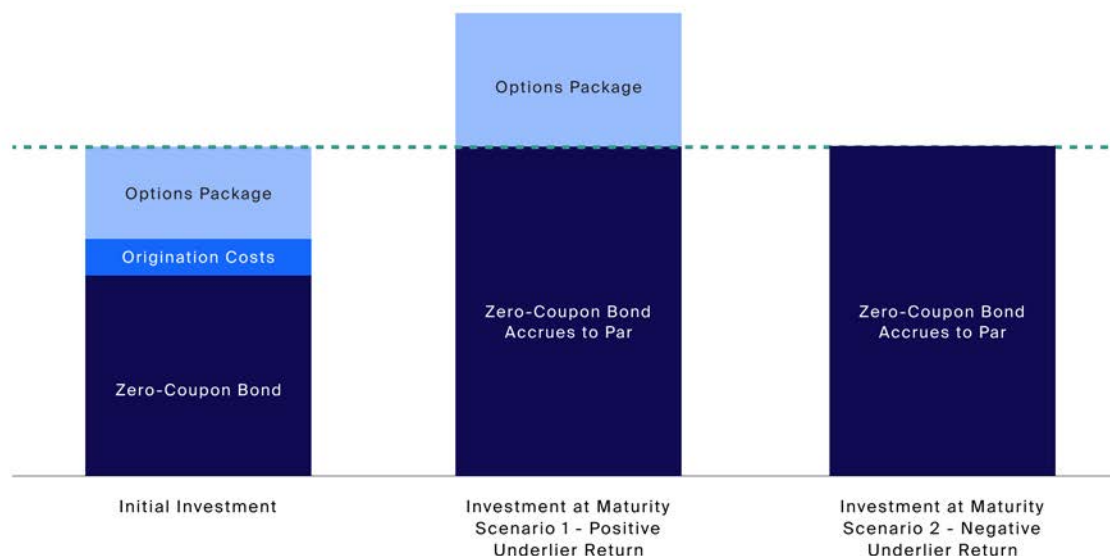 Options Package
Options Package
Origination Costs
Zero-Coupon Bond
Zero-Coupon Bond
Accrues to Par
Zero-Coupon Bond
Accrues to Par
Initial Investment
Investment at Maturity
Scenario 1 - Positive
Underlier Return
Investment at Maturity
Scenario 2 - Negative
Underlier Return